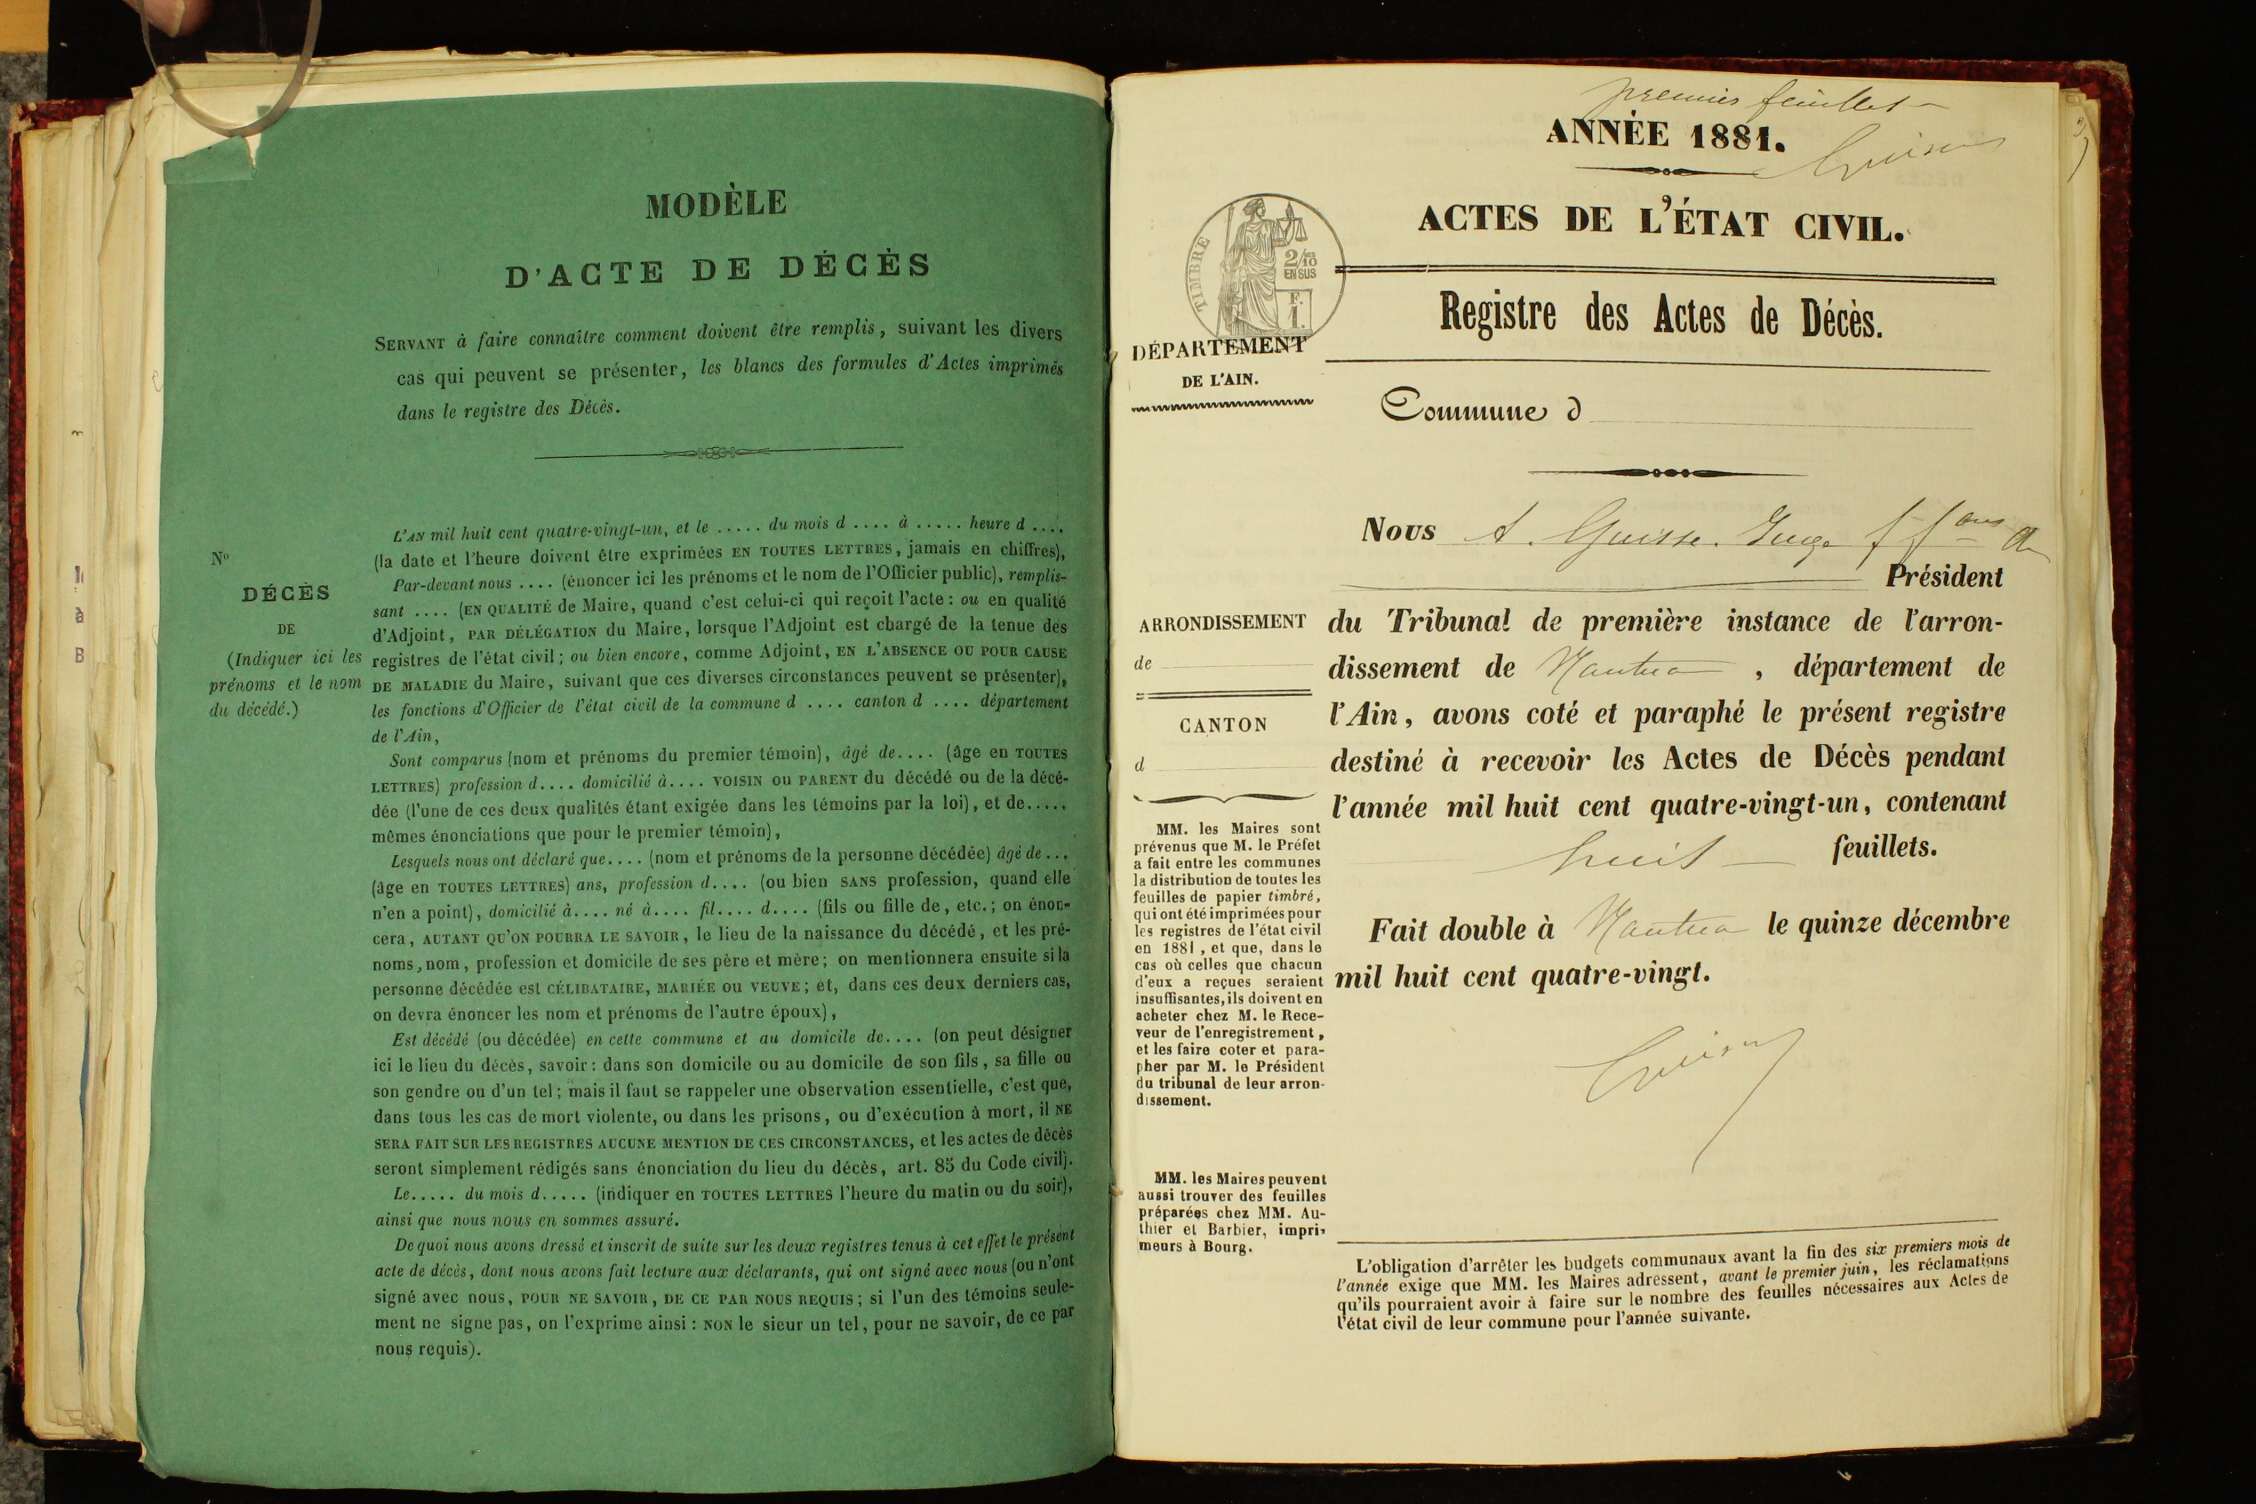 MODÈLE
D'ACTE DE DÉCÈS
SERVANT à faire connaître comment doivent être remplis, suivant les divers
cas qui peuvent se présenter, les blancs des formules d'Actes imprimés
dans le registre des Décès.
No
DÉCÈS
DE
(Indiquer ici les
prénoms et le nom
du décédé.)
L'AN mil huit cent quatre-vingt-un, et le ..... du mois d .... à ..... heure d ....
(la date et l'heure doivent être exprimées EN TOUTES LETTRES, jamais en chiffres),
Par-devant nous .... (énoncer ici les prénoms et le nom de l'Officier public), remplis-
sant .... (EN QUALITÉ de Maire, quand c'est celui-ci qui reçoit l'acte : ou en qualité
d'Adjoint, PAR DÉLÉGATION du Maire, lorsque l'Adjoint est chargé de la tenue des
registres de l'état civil ; ou bien encore, comme Adjoint, EN L'ABSENCE OU POUR CAUSE
DE MALADIE du Maire, suivant que ces diverses circonstances peuvent se présenter),
les fonctions d'Officier de l'état civil de la commune d .... canton d .... département
de l'Ain,
Sont comparus (nom et prénoms du premier témoin), âgé de.... (âge en TOUTES
LETTRES) profession d.... domicilié à.... VOISIN ou PARENT du décédé ou de la décé-
dée (l'une de ces deux qualités étant exigée dans les témoins par la loi), et de.....
mêmes énonciations que pour le premier témoin),
Lesquels nous ont déclaré que.... (nom et prénoms de la personne décédée) âgé de ...
(âge en TOUTES LETTRES) ans, profession d.... (ou bien SANS profession, quand elle
n'en a point), domicilié à.... né à.... fil.... d.... (fils ou fille de, etc. ; on énon-
cera, AUTANT QU'ON POURRA LE SAVOIR, le lieu de la naissance du décédé, et les pré-
noms, nom, profession et domicile de ses père et mère ; on mentionnera ensuite si la
personne décédée est CÉLIBATAIRE, MARIÉE ou VEUVE ; et, dans ces deux derniers cas,
on devra énoncer les nom et prénoms de l'autre époux),
Est décédé (ou décédée) en cette commune et au domicile de.... (on peut désigner
ici le lieu du décès, savoir : dans son domicile ou au domicile de son fils, sa fille ou
son gendre ou d'un tel ; mais il faut se rappeler une observation essentielle, c'est que,
dans tous les cas de mort violente, ou dans les prisons, ou d'exécution à mort, il NE
SERA FAIT SUR LES REGISTRES AUCUNE MENTION DE CES CIRCONSTANCES, et les actes de décès
seront simplement rédigés sans énonciation du lieu du décès, art. 85 du Code civil).
Le..... du mois d..... (indiquer en TOUTES LETTRES l'heure du matin ou du soir),
ainsi que nous nous en sommes assuré.
De quoi nous avons dressé et inscrit de suite sur les deux registres tenus à cet effet le présent
acte de décès, dont nous avons fait lecture aux déclarants, qui ont signé avec nous (ou n'ont
signé avec nous, POUR NE SAVOIR, DE CE PAR NOUS REQUIS ; si l'un des témoins seule-
ment ne signe pas, on l'exprime ainsi : NON le sieur un tel, pour ne savoir, de ce par
nous requis).
premier feuillet
ANNÉE 1881.
ACTES DE L'ÉTAT CIVIL.
TIMBRE
2/10
EN SUS
F.
1.
Registre des Actes de Décès.
DÉPARTEMENT
DE L'AIN.
Commune d
Nous A. Guisse. Juge f f ons de
Président
du Tribunal de première instance de l'arron-
dissement de Nantua, département de
l'Ain, avons coté et paraphé le présent registre
destiné à recevoir les Actes de Décès pendant
l'année mil huit cent quatre-vingt-un, contenant
huit feuillets.
Fait double à Nantua le quinze décembre
mil huit cent quatre-vingt.
ARRONDISSEMENT
de
CANTON
d
MM. les Maires sont
prévenus que M. le Préfet
a fait entre les communes
la distribution de toutes les
feuilles de papier timbré,
qui ont été imprimées pour
les registres de l'état civil
en 1881, et que, dans le
cas où celles que chacun
d'eux a reçues seraient
insuffisantes, ils doivent en
acheter chez M. le Rece-
veur de l'enregistrement,
et les faire coter et para-
pher par M. le Président
du tribunal de leur arron-
dissement.
MM. les Maires peuvent
aussi trouver des feuilles
préparées chez MM. Au-
thier et Barbier, impri-
meurs à Bourg.
L'obligation d'arrêter les budgets communaux avant la fin des six premiers mois de
l'année exige que MM. les Maires adressent, avant le premier juin, les réclamations
qu'ils pourraient avoir à faire sur le nombre des feuilles nécessaires aux Actes de
l'état civil de leur commune pour l'année suivante.